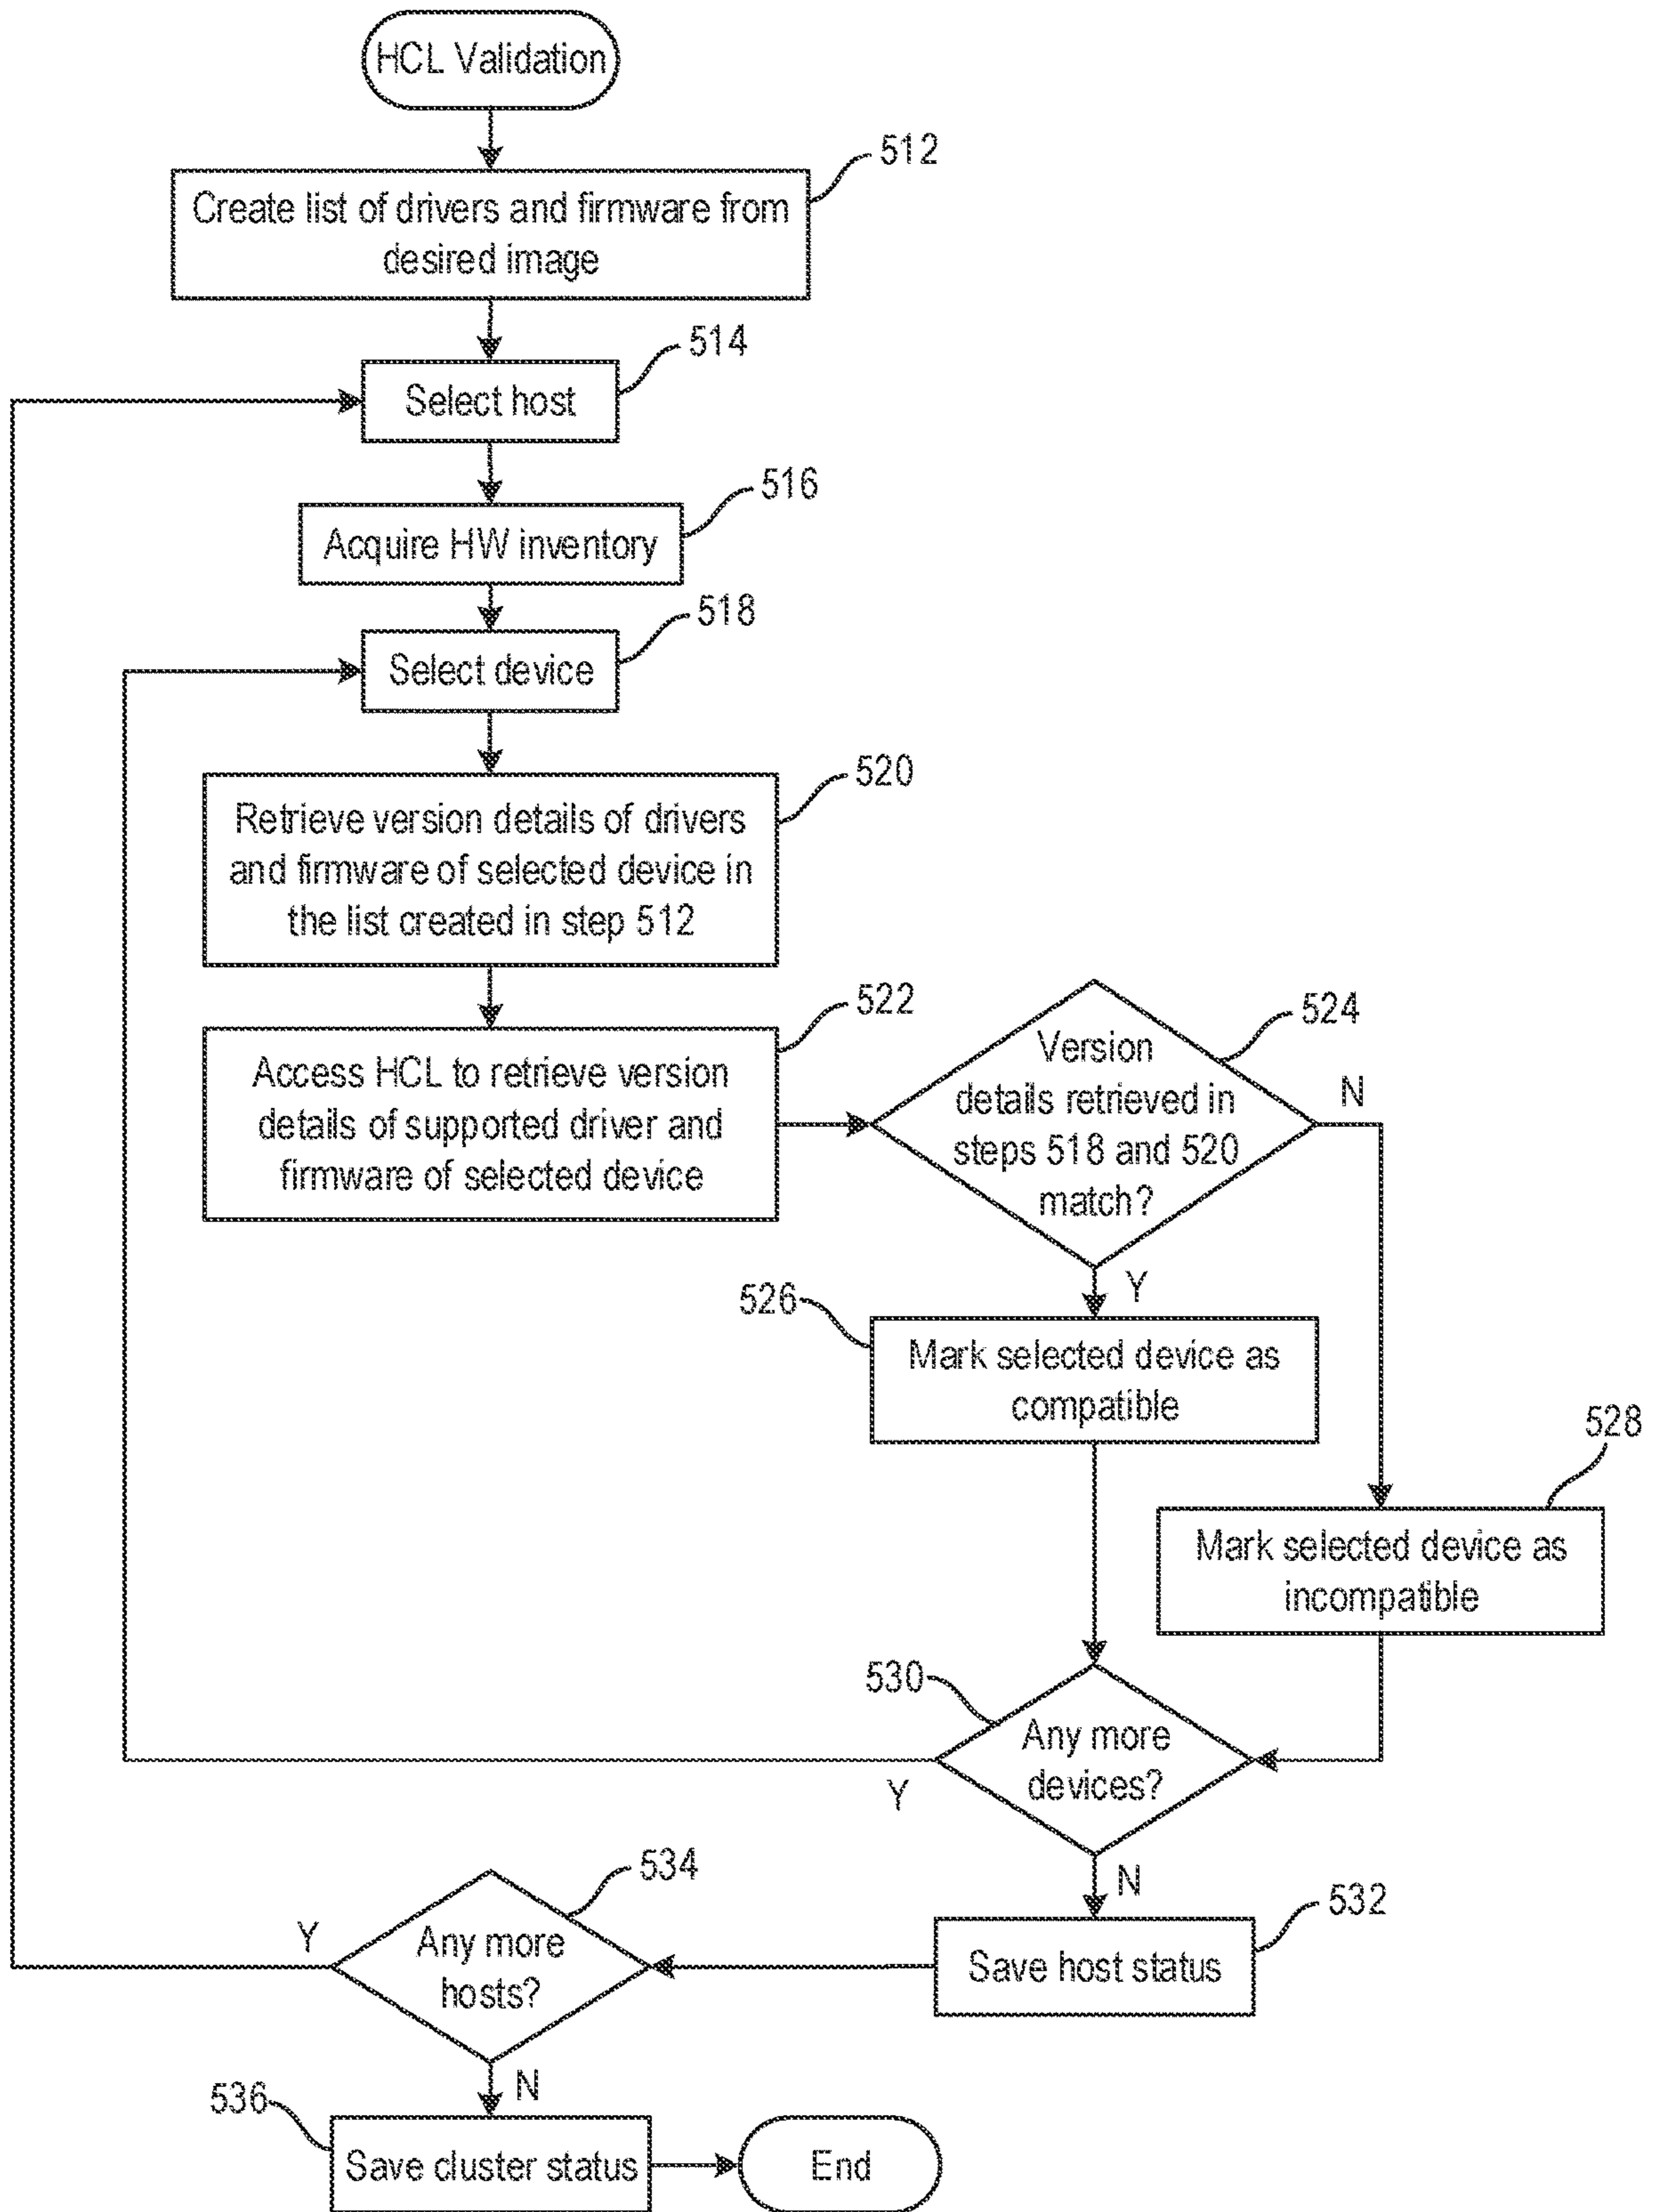 HCL Validation
512
Create list of drivers and firmware from
desired image
514
Select host
516
Acquire HW inventory
518
Select device
520
Retrieve version details of drivers
and firmware of selected device in
the list created in step 512
522
Access HCL to retrieve version
details of supported driver and
firmware of selected device
524
Version
details retrieved in
steps 518 and 520
match?
N
Y
526
Mark selected device as
compatible
528
Mark selected device as
incompatible
530
Any more
devices?
Y
N
532
Save host status
534
Any more
hosts?
Y
N
536
Save cluster status
End